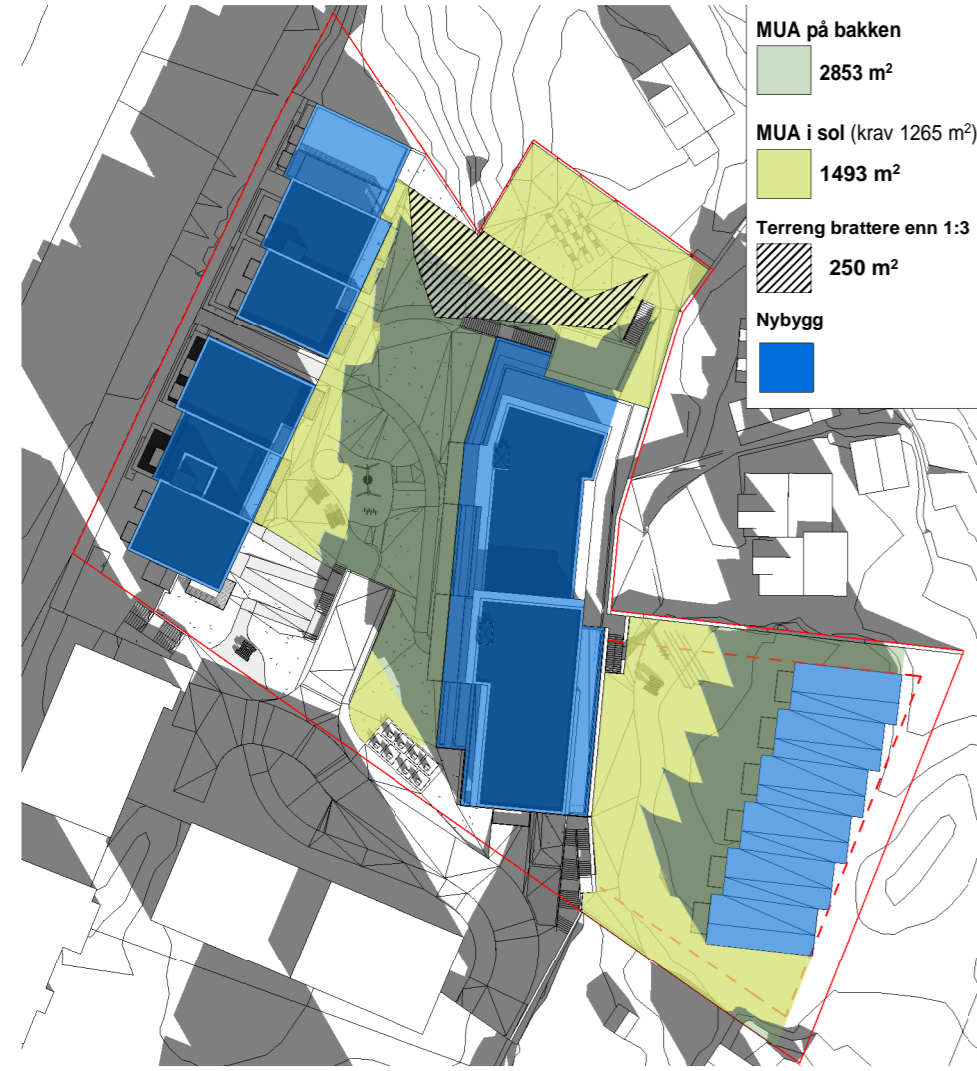 MUA på bakken
2853 m²
MUA i sol (krav 1265 m²)
1493 m²
Terreng brattere enn 1:3
250 m²
Nybygg